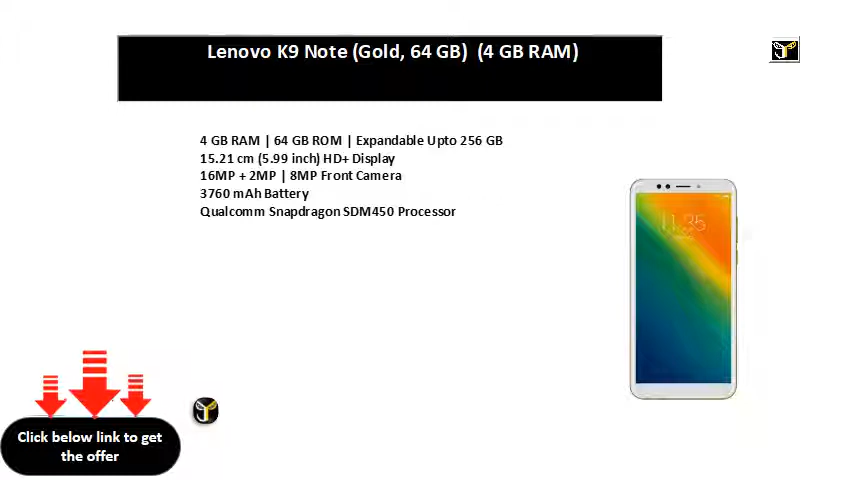 Lenovo K9 Note (Gold, 64 GB)  (4 GB RAM)
4 GB RAM | 64 GB ROM | Expandable Upto 256 GB
15.21 cm (5.99 inch) HD+ Display
16MP + 2MP | 8MP Front Camera
3760 mAh Battery
Qualcomm Snapdragon SDM450 Processor
11:35
Click below link to get
the offer